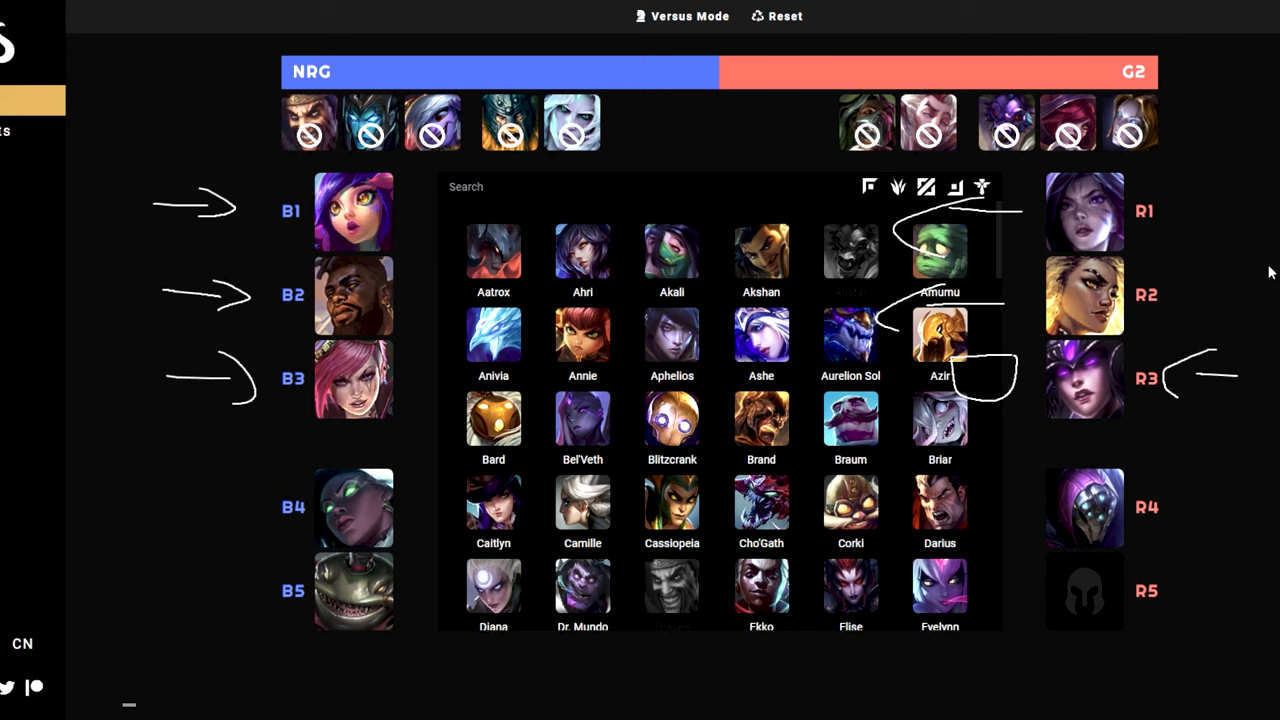 Versus Mode Reset
NRG G2
Search
B1 R1
Aatrox Ahri Akali Akshan Amumu
B2 R2
Anivia Annie Aphelios Ashe Aurelion Sol Azir
B3 R3
Bard Bel'Veth Blitzcrank Brand Braum Briar
B4 R4
Caitlyn Camille Cassiopeia Cho'Gath Corki Darius
B5 R5
Diana Dr. Mundo Ekko Elise Evelynn
CN